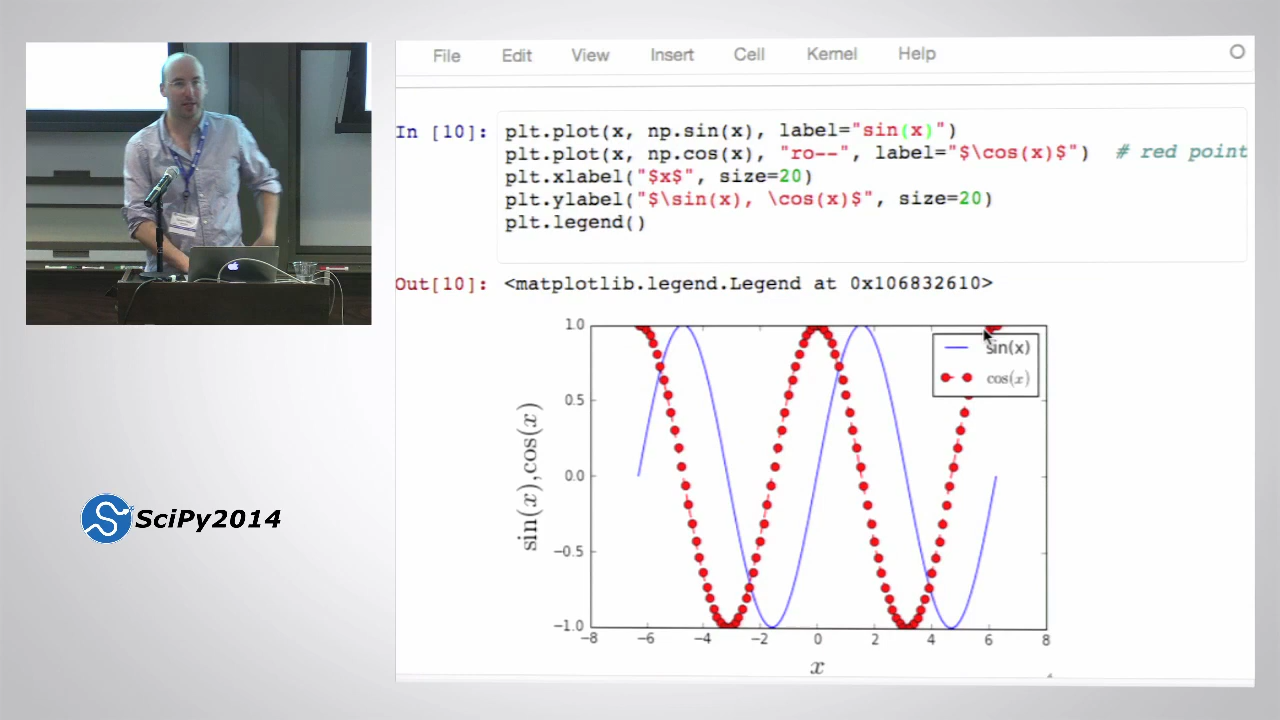 File Edit View Insert Cell Kernel Help
In [10]: plt.plot(x, np.sin(x), label="sin(x)")
plt.plot(x, np.cos(x), "ro--", label="$\cos(x)$") # red point
plt.xlabel("$x$", size=20)
plt.ylabel("$\sin(x), \cos(x)$", size=20)
plt.legend()
Out[10]: <matplotlib.legend.Legend at 0x106832610>
sin(x)
cos(x)
1.0
0.5
0.0
−0.5
−1.0
sin(x),cos(x)
−8 −6 −4 −2 0 2 4 6 8
x
SciPy2014